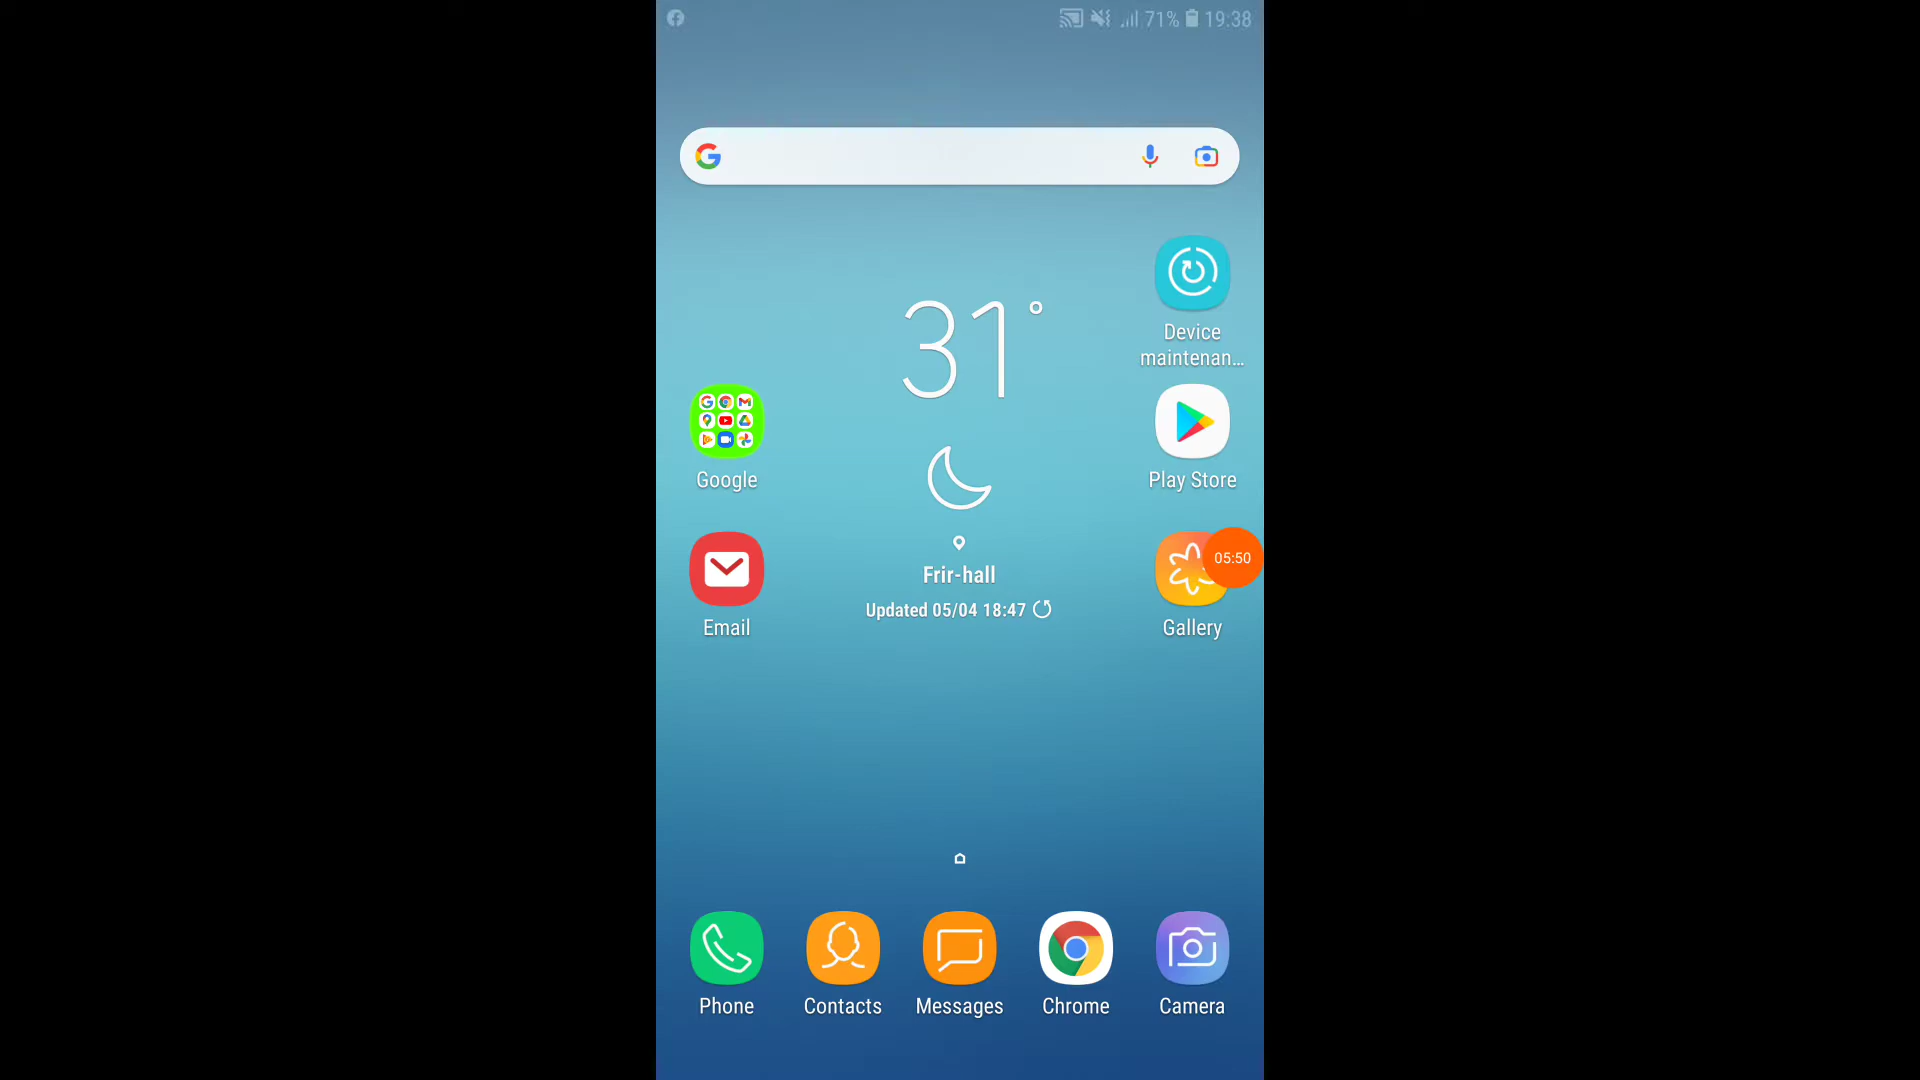 71% 19:38
31°
Device
maintenan...
Google
Play Store
Frir-hall
05:50
Updated 05/04 18:47
Email
Gallery
Phone
Contacts
Messages
Chrome
Camera